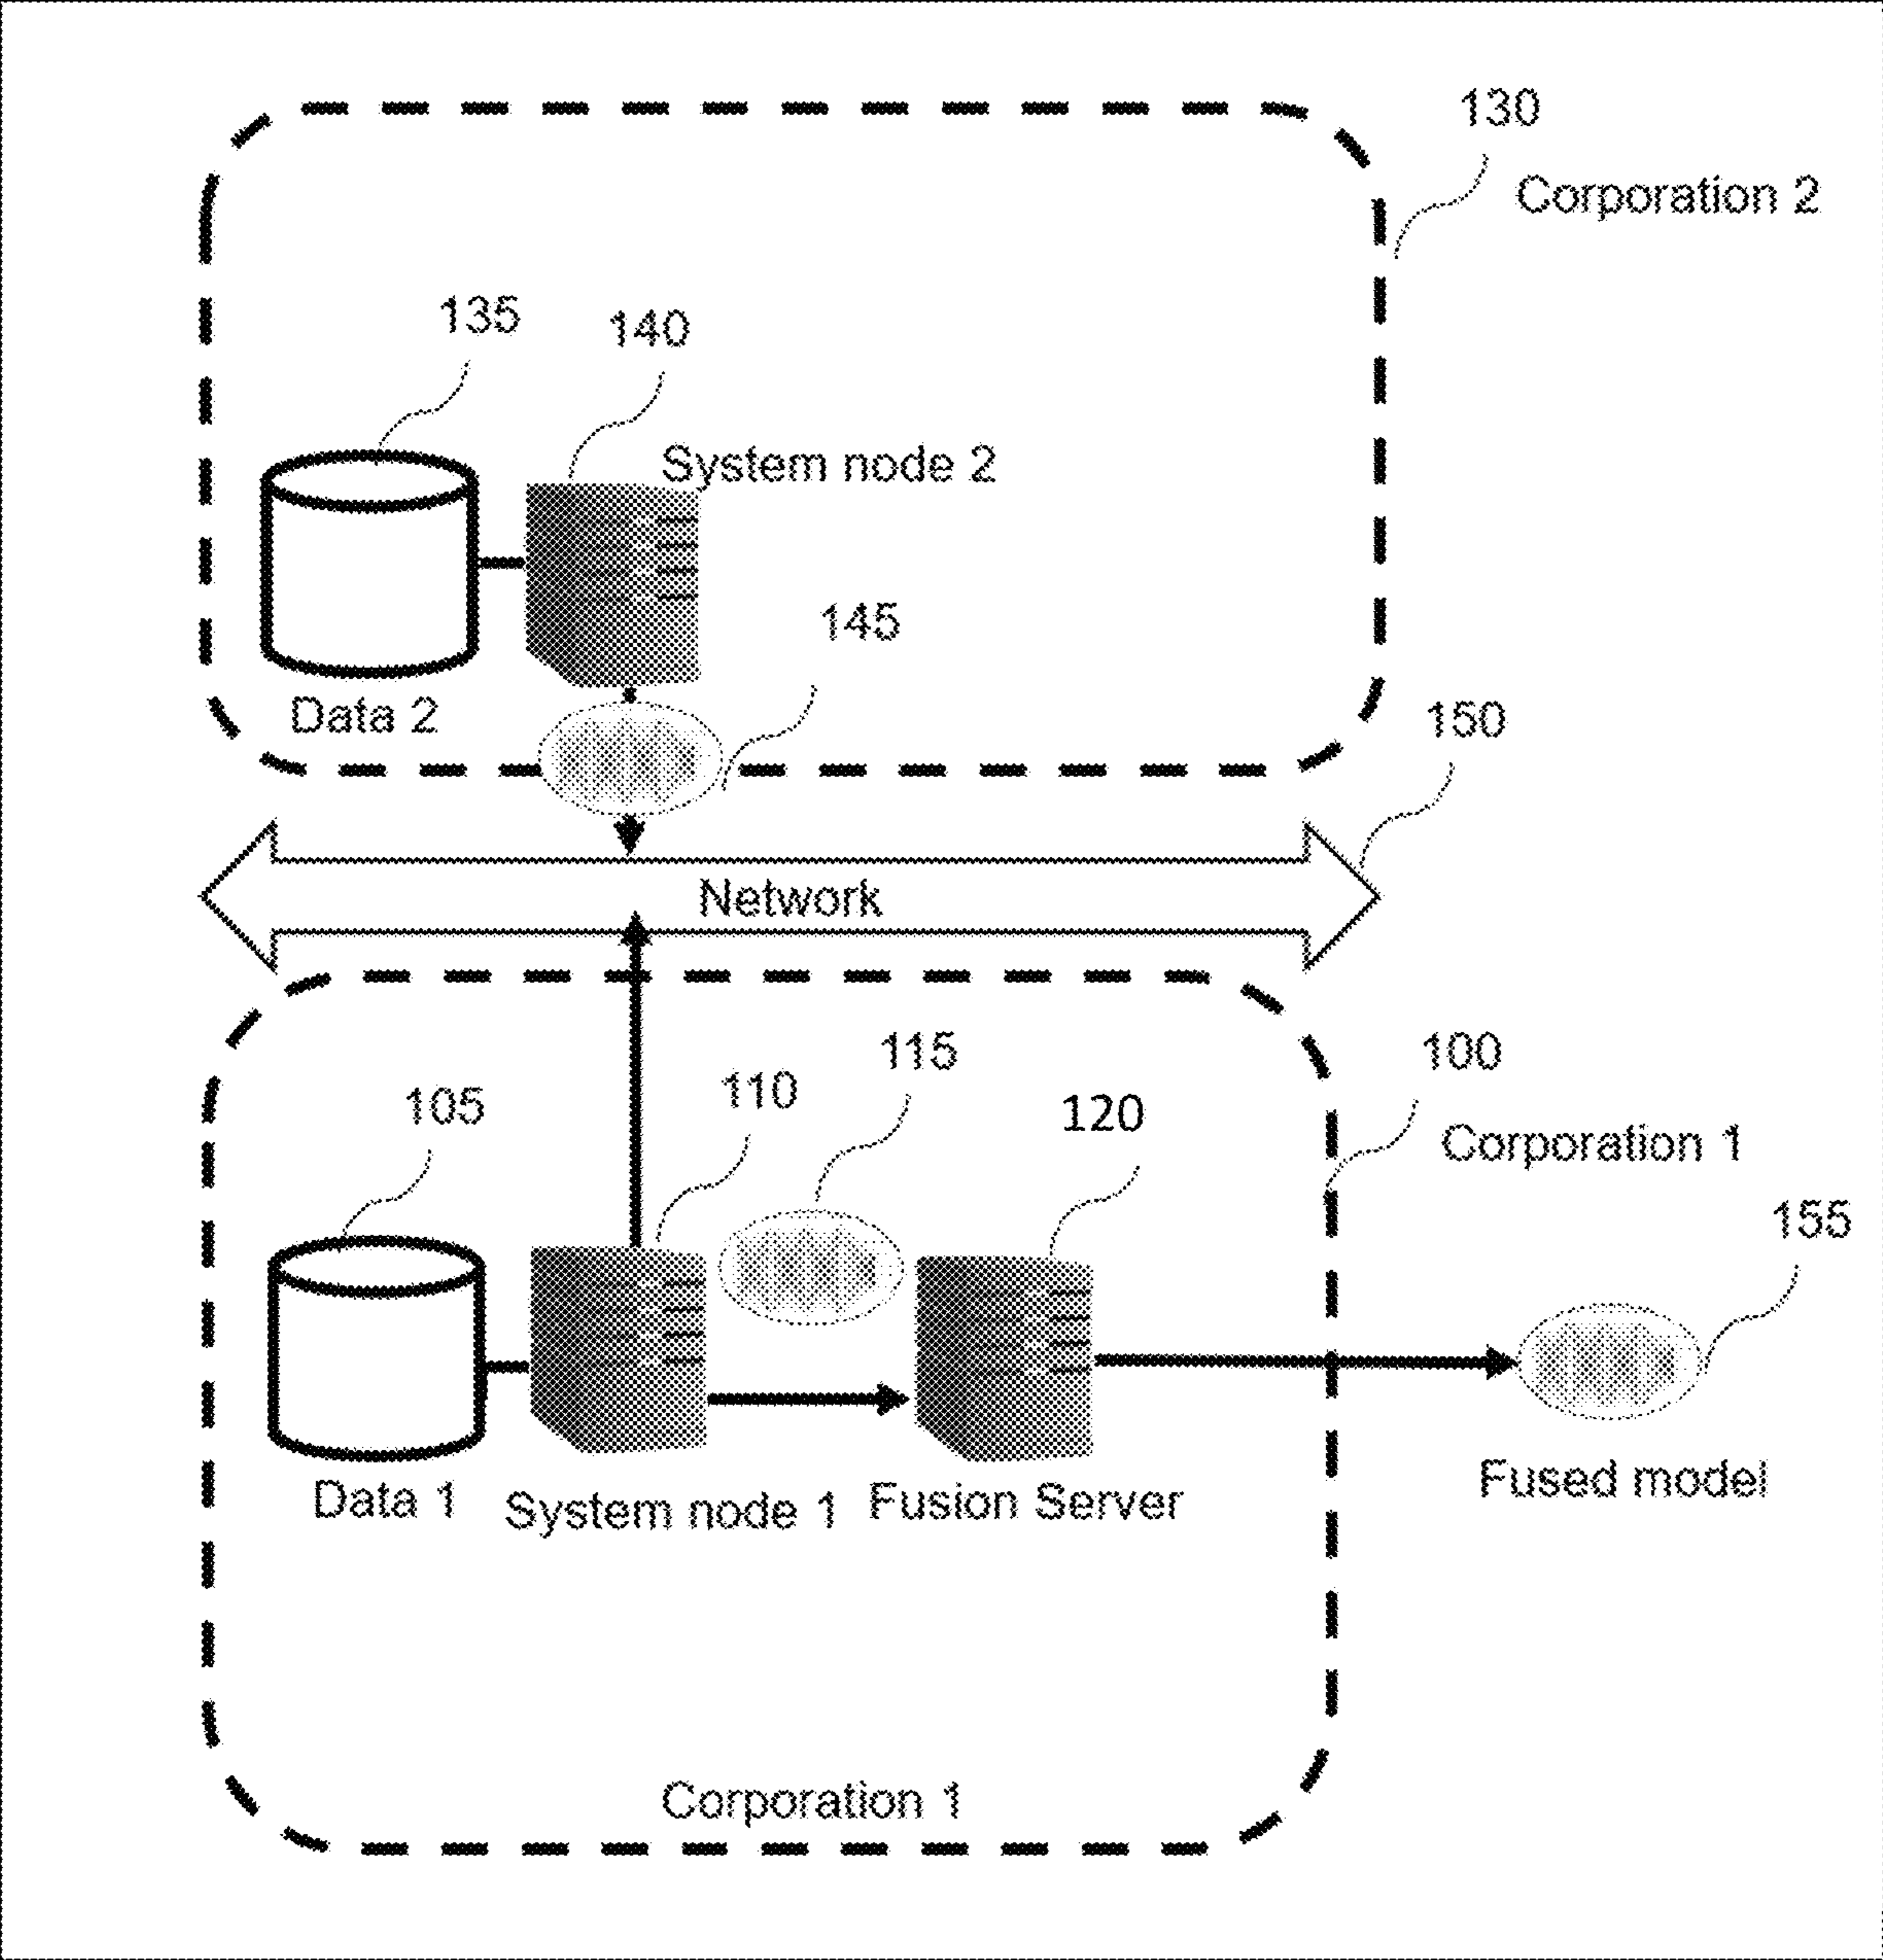 130
Corporation 2
135
140
System node 2
145
Data 2
150
Network
115
100
110
105
120
Corporation 1
155
Data 1
System node 1
Fusion Server
Fused model
Corporation 1